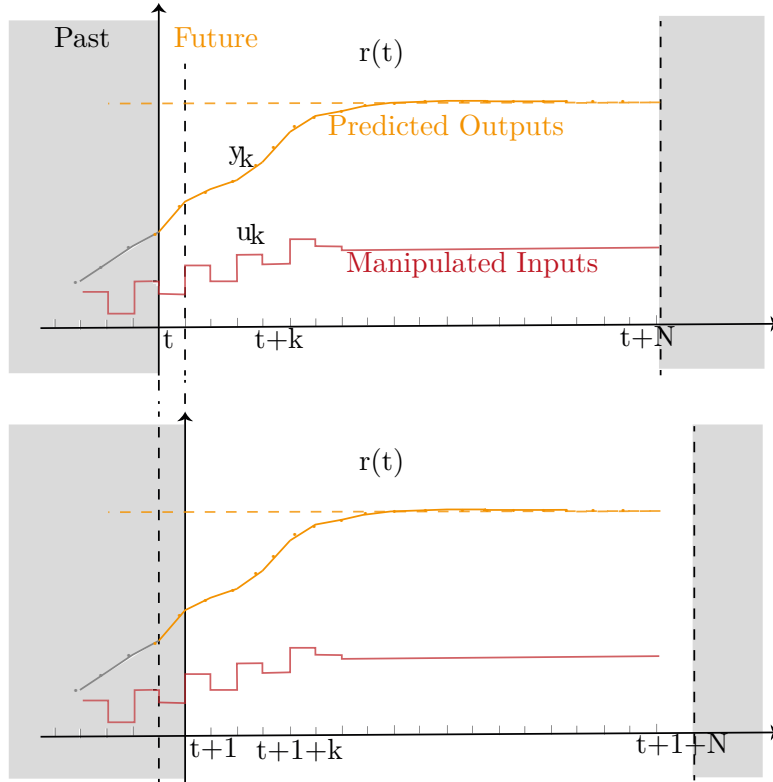 Past Future
r(t)
Predicted Outputs
yk
uk
Manipulated Inputs
t t+k t+N
r(t)
t+1 t+1+k t+1+N